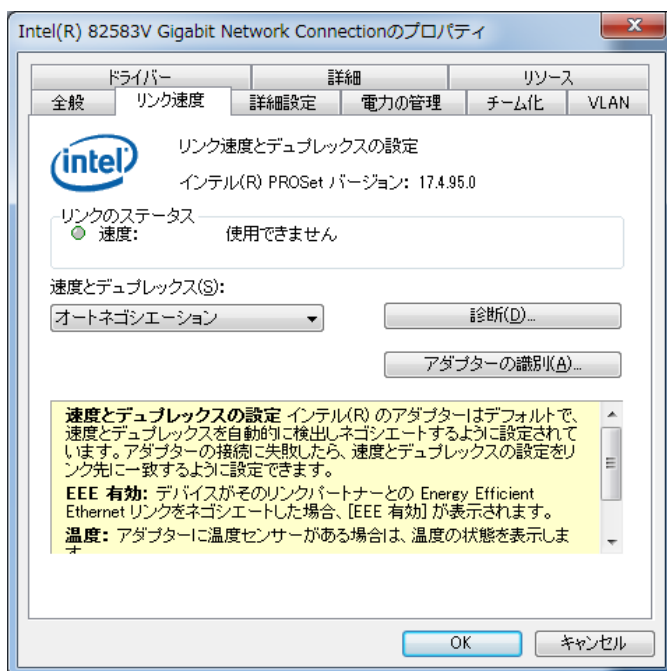 Intel(R) 82583V Gigabit Network Connectionのプロパティ
ドライバー 詳細 リソース
全般 リンク速度 詳細設定 電力の管理 チーム化 VLAN
intel
リンク速度とデュプレックスの設定
インテル(R) PROSet バージョン: 17.4.95.0
リンクのステータス
速度: 使用できません
速度とデュプレックス(S):
オートネゴシエーション
診断(D)...
アダプターの識別(A)...
速度とデュプレックスの設定 インテル(R) のアダプターはデフォルトで、
速度とデュプレックスを自動的に検出しネゴシエートするように設定されて
います。アダプターの接続に失敗したら、速度とデュプレックスの設定をリ
ンク先に一致するように設定できます。
EEE 有効: デバイスがそのリンクパートナーとの Energy Efficient
Ethernet リンクをネゴシエートした場合、[EEE 有効] が表示されます。
温度: アダプターに温度センサーがある場合は、温度の状態を表示しま
す
OK キャンセル